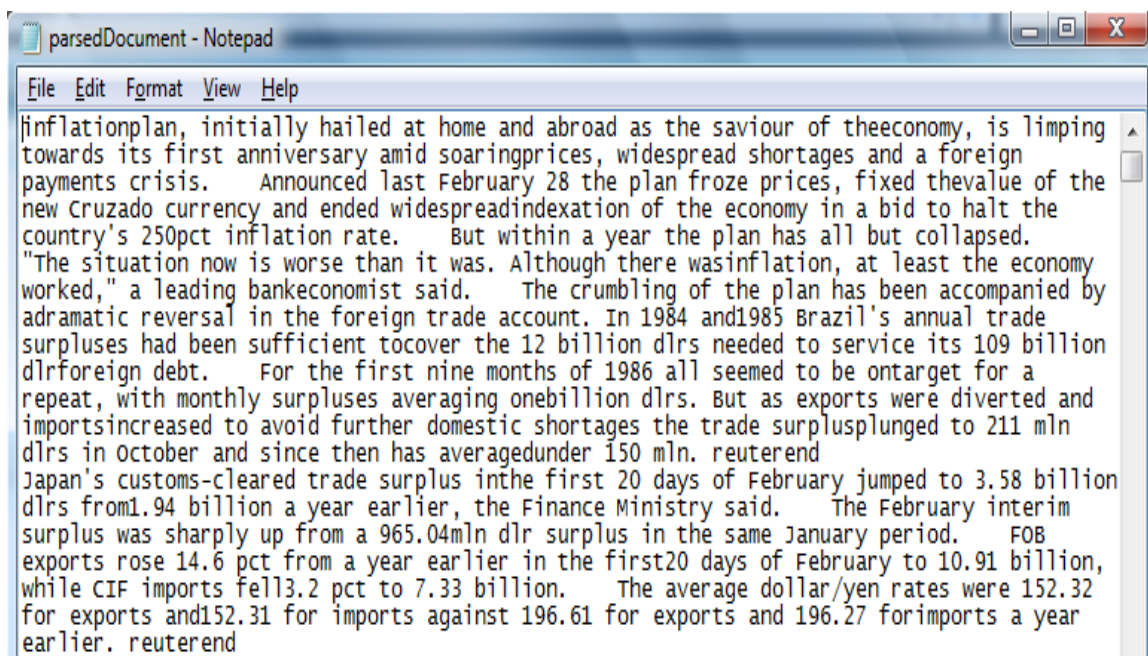 parsedDocument - Notepad
File Edit Format View Help
inflationplan, initially hailed at home and abroad as the saviour of theeconomy, is limping
towards its first anniversary amid soaringprices, widespread shortages and a foreign
payments crisis.    Announced last February 28 the plan froze prices, fixed thevalue of the
new Cruzado currency and ended widespreadindexation of the economy in a bid to halt the
country's 250pct inflation rate.    But within a year the plan has all but collapsed.
"The situation now is worse than it was. Although there wasinflation, at least the economy
worked," a leading bankeconomist said.    The crumbling of the plan has been accompanied by
adramatic reversal in the foreign trade account. In 1984 and1985 Brazil's annual trade
surpluses had been sufficient tocover the 12 billion dlrs needed to service its 109 billion
dlrforeign debt.    For the first nine months of 1986 all seemed to be ontarget for a
repeat, with monthly surpluses averaging onebillion dlrs. But as exports were diverted and
importsincreased to avoid further domestic shortages the trade surplusplunged to 211 mln
dlrs in October and since then has averagedunder 150 mln. reuterend
Japan's customs-cleared trade surplus inthe first 20 days of February jumped to 3.58 billion
dlrs from1.94 billion a year earlier, the Finance Ministry said.    The February interim
surplus was sharply up from a 965.04mln dlr surplus in the same January period.    FOB
exports rose 14.6 pct from a year earlier in the first20 days of February to 10.91 billion,
while CIF imports fell3.2 pct to 7.33 billion.    The average dollar/yen rates were 152.32
for exports and152.31 for imports against 196.61 for exports and 196.27 forimports a year
earlier. reuterend